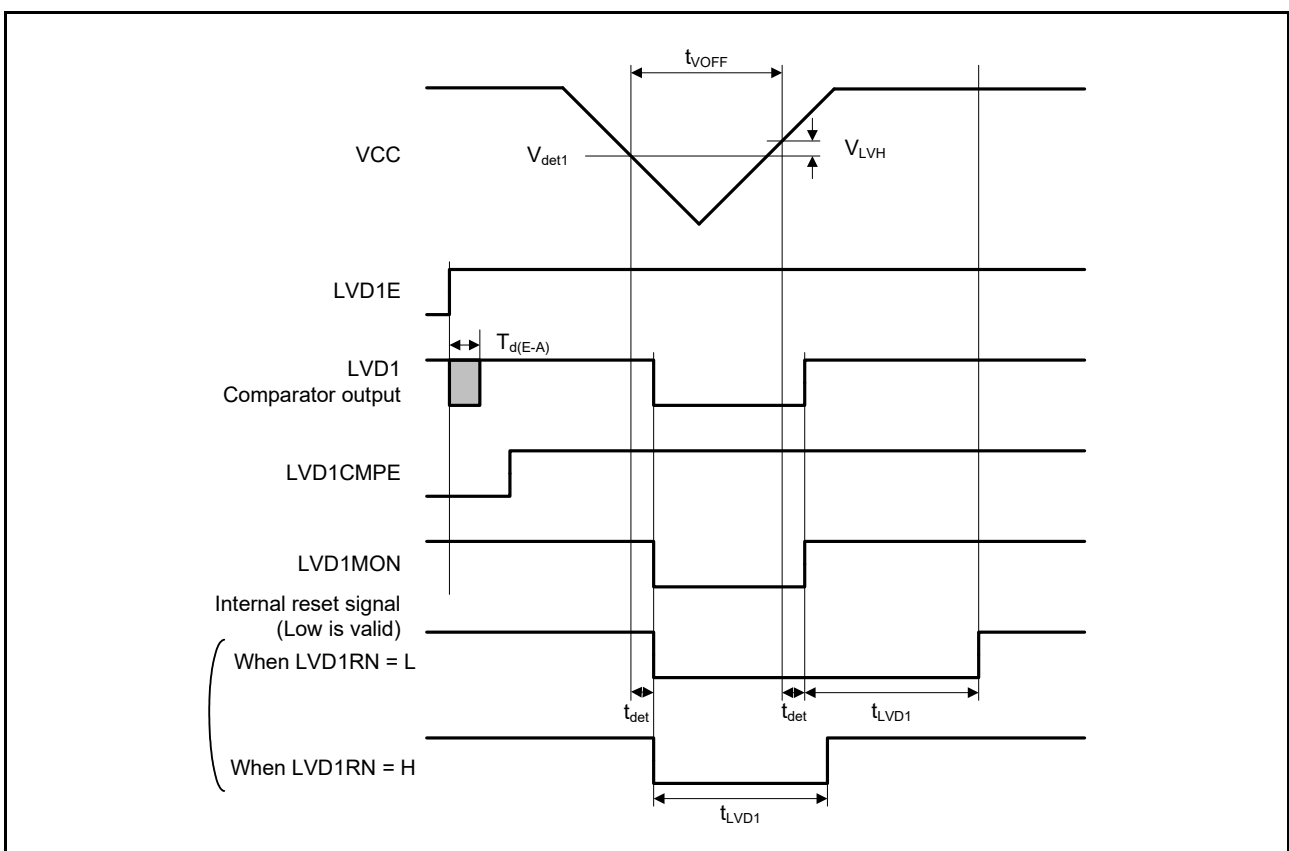 tVOFF
VCC
Vdet1
VLVH
LVD1E
Td(E-A)
LVD1
Comparator output
LVD1CMPE
LVD1MON
Internal reset signal
(Low is valid)
When LVD1RN = L
tdet
tdet
tLVD1
When LVD1RN = H
tLVD1